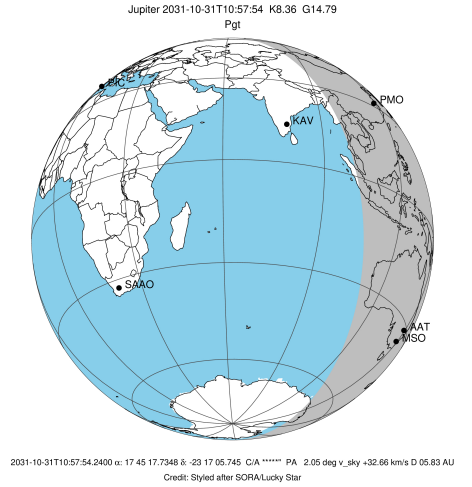 Jupiter 2031-10-31T10:57:54 K8.36 G14.79
Pgt
PIC
PMO
KAV
SAAO
AAT
MSO
2031-10-31T10:57:54.2400 α: 17 45 17.7348 δ: -23 17 05.745 C/A *****" PA 2.05 deg v_sky +32.66 km/s D 05.83 AU
Credit: Styled after SORA/Lucky Star